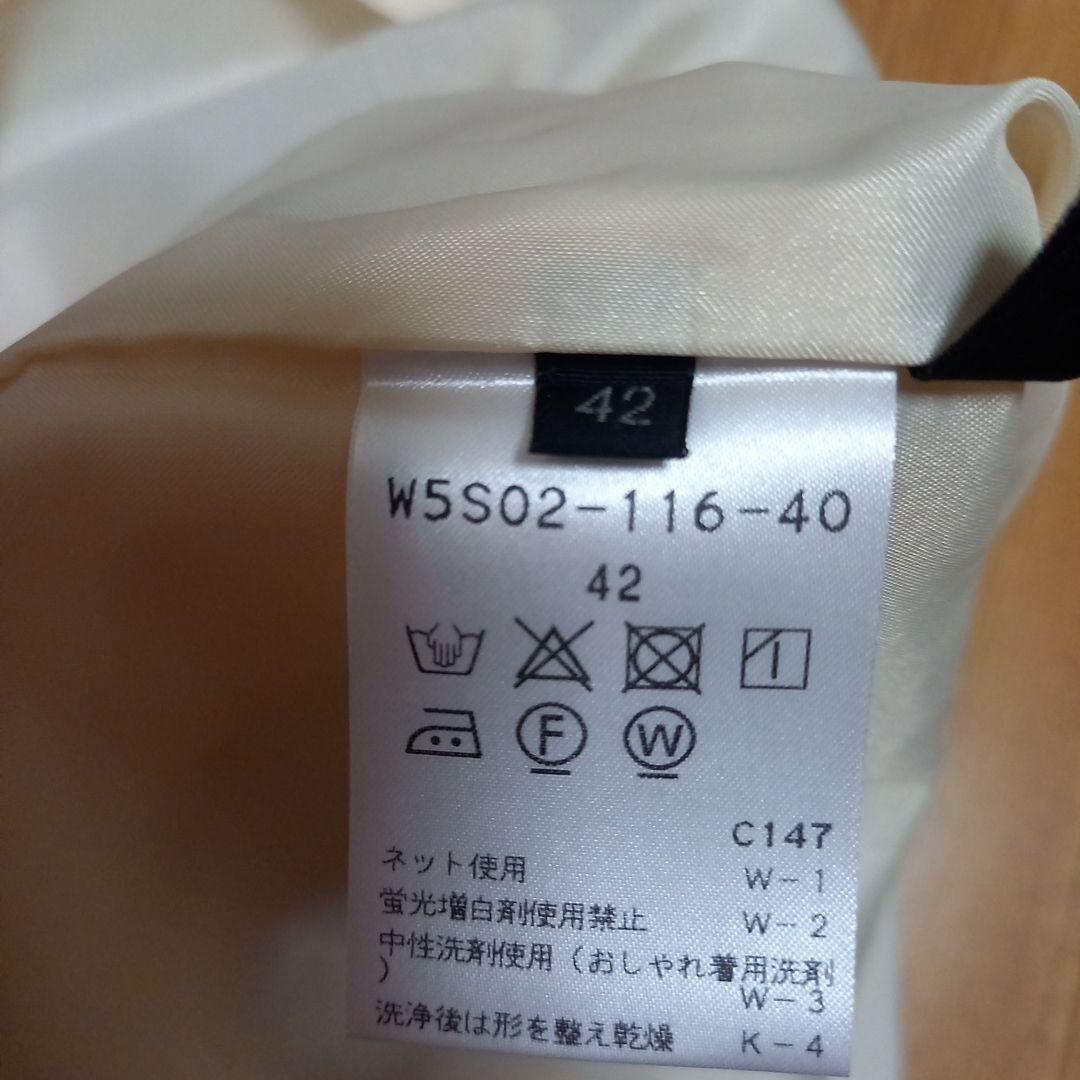 42
W5S02-116-40
42
F W
C147
ネット使用 W-1
蛍光増白剤使用禁止 W-2
中性洗剤使用（おしゃれ着用洗剤
） W-3
洗浄後は形を整え乾燥 K-4